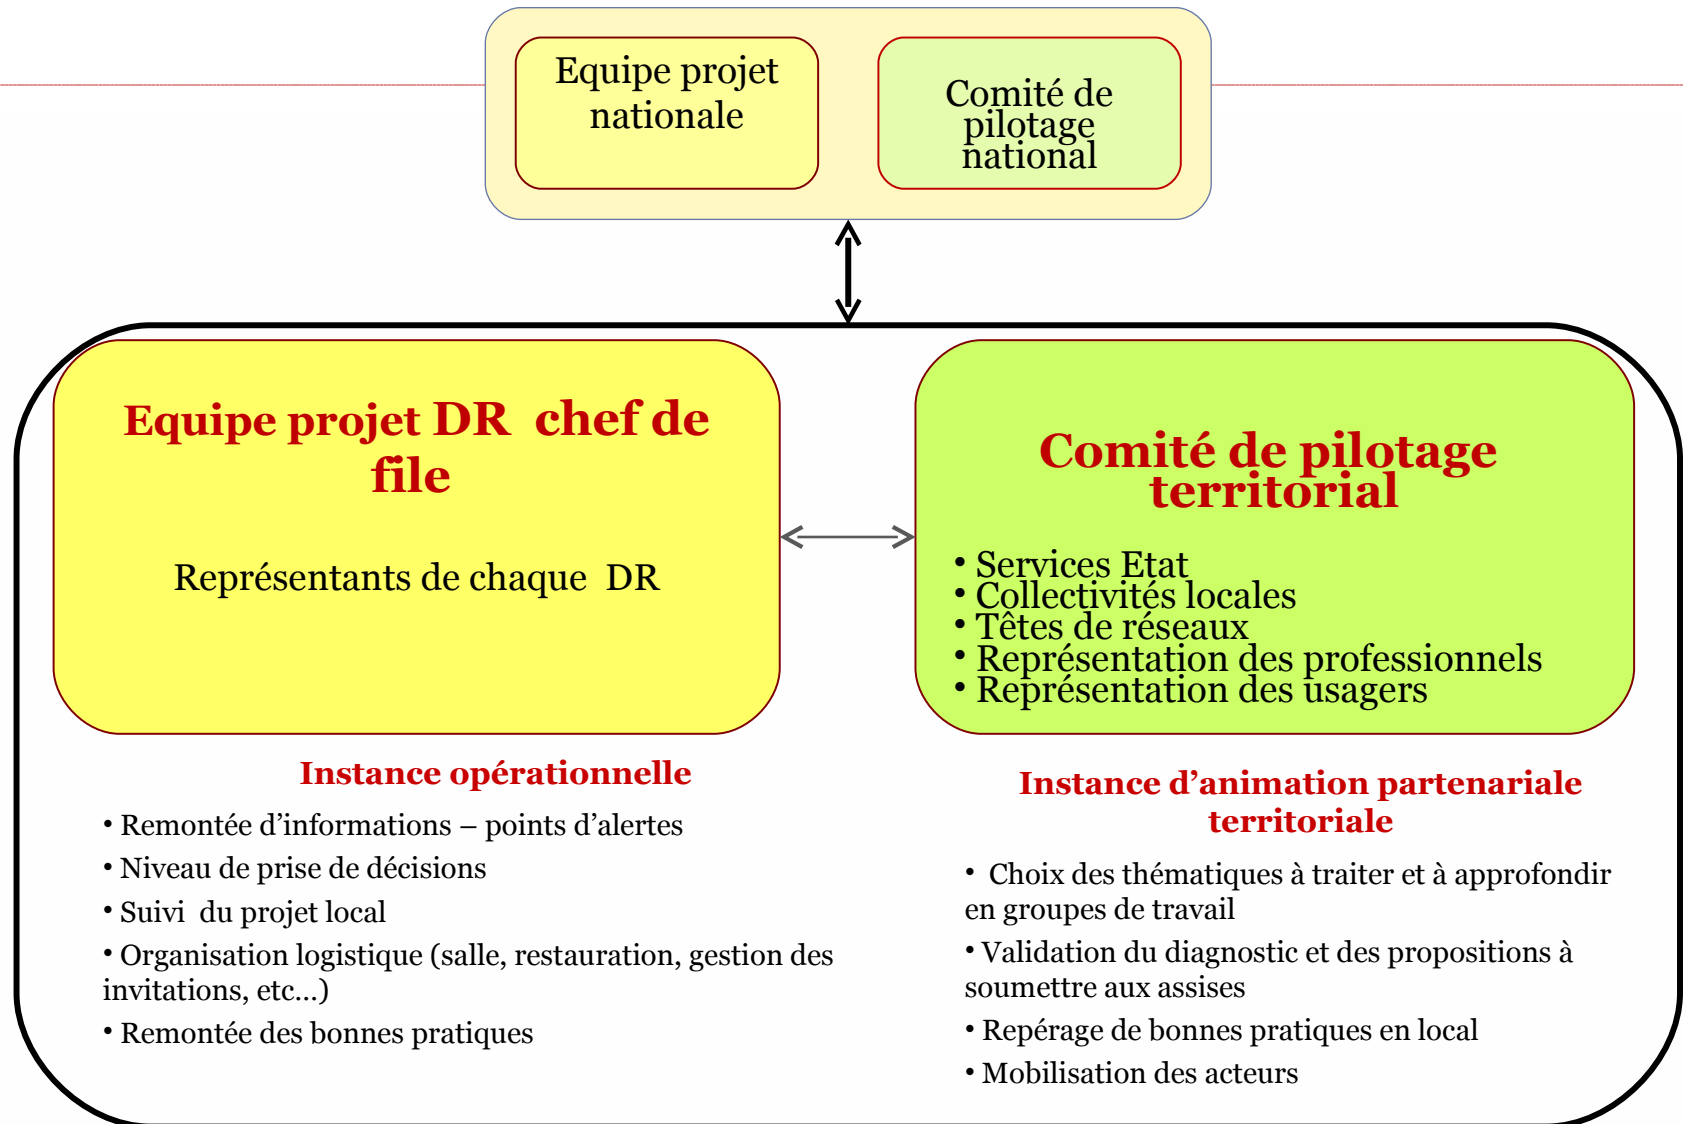 Equipe projet
nationale
Comité de
pilotage
national
Equipe projet DR chef de
file
Représentants de chaque DR
Comité de pilotage
territorial
• Services Etat
• Collectivités locales
• Têtes de réseaux
• Représentation des professionnels
• Représentation des usagers
Instance opérationnelle
• Remontée d’informations – points d’alertes
• Niveau de prise de décisions
• Suivi du projet local
• Organisation logistique (salle, restauration, gestion des
invitations, etc…)
• Remontée des bonnes pratiques
Instance d’animation partenariale
territoriale
• Choix des thématiques à traiter et à approfondir
en groupes de travail
• Validation du diagnostic et des propositions à
soumettre aux assises
• Repérage de bonnes pratiques en local
• Mobilisation des acteurs